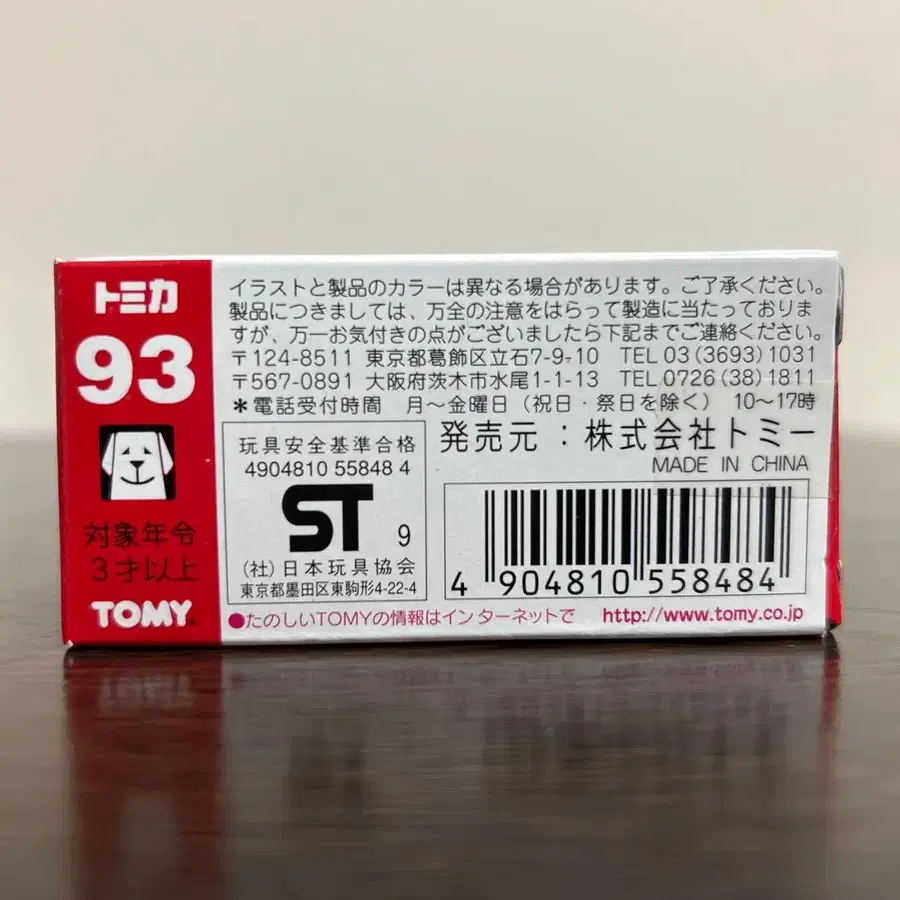 トミカ
93
対象年令
3才以上
TOMY
イラストと製品のカラーは異なる場合があります。ご了承ください。
製品につきましては、万全の注意をはらって製造に当たっておりま
すが、万一お気付きの点がございましたら下記までご連絡ください。
〒124-8511 東京都葛飾区立石7-9-10 TEL 03(3693)1031
〒567-0891 大阪府茨木市水尾1-1-13 TEL 0726(38)1811
*電話受付時間 月~金曜日(祝日・祭日を除く) 10~17時
玩具安全基準合格
4904810 55848 4
ST 9
(社)日本玩具協会
東京都墨田区東駒形4-22-4
発売元:株式会社トミー
MADE IN CHINA
4 904810 558484
●たのしいTOMYの情報はインターネットで http://www.tomy.co.jp